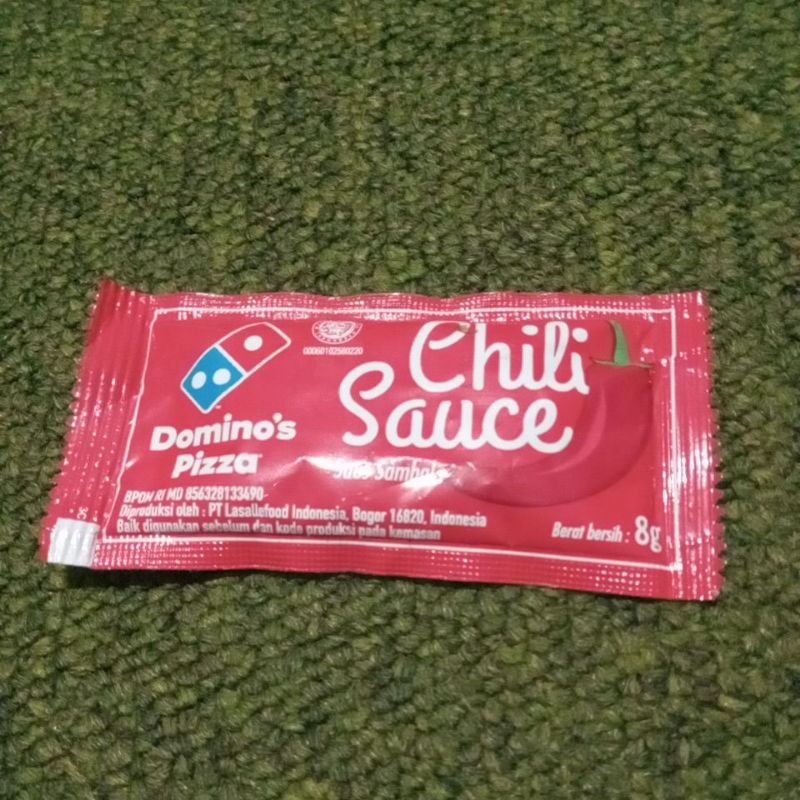 Domino's
Pizza
00060102580220
Chili
Sauce
Saus Sambal
BPOM RI MD 856328133490
Diproduksi oleh : PT Lasallefood Indonesia, Bogor 16820, Indonesia
Baik digunakan sebelum dan kode produksi pada kemasan
Berat bersih : 8g